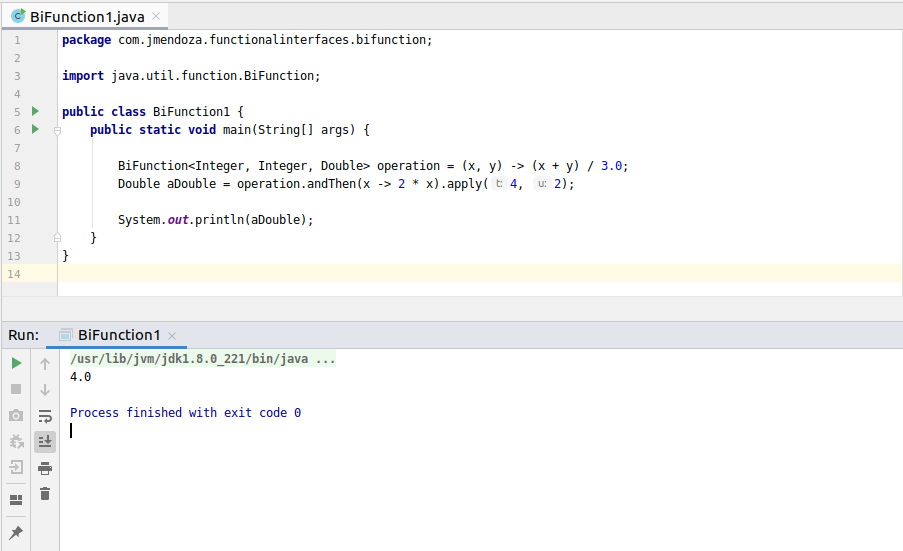 BiFunction1.java
1 package com.jmendoza.functionalinterfaces.bifunction;
2
3 import java.util.function.BiFunction;
4
5 public class BiFunction1 {
6 public static void main(String[] args) {
7
8 BiFunction<Integer, Integer, Double> operation = (x, y) -> (x + y) / 3.0;
9 Double aDouble = operation.andThen(x -> 2 * x).apply( t: 4, u: 2);
10
11 System.out.println(aDouble);
12 }
13 }
14
Run: BiFunction1
/usr/lib/jvm/jdk1.8.0_221/bin/java ...
4.0
Process finished with exit code 0